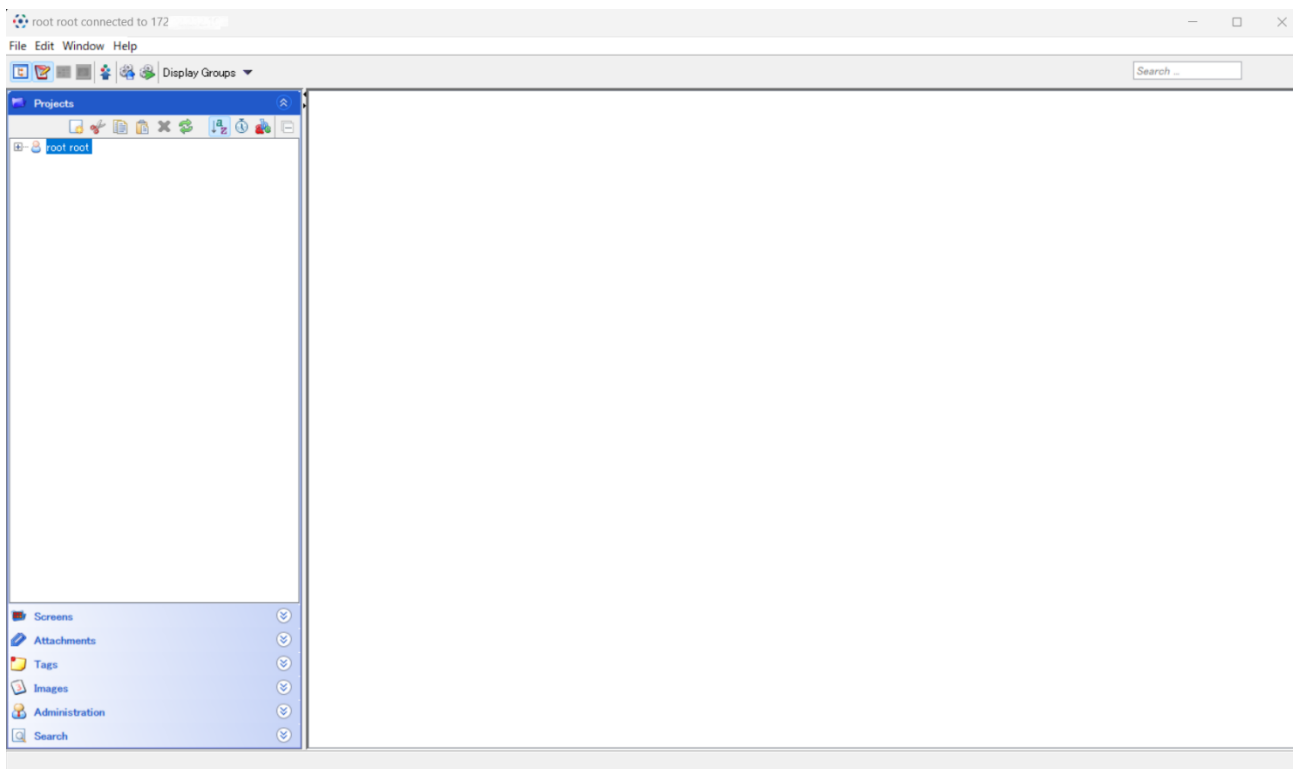 root root connected to 172
File Edit Window Help
Display Groups
Search ...
Projects
root root
Screens
Attachments
Tags
Images
Administration
Search